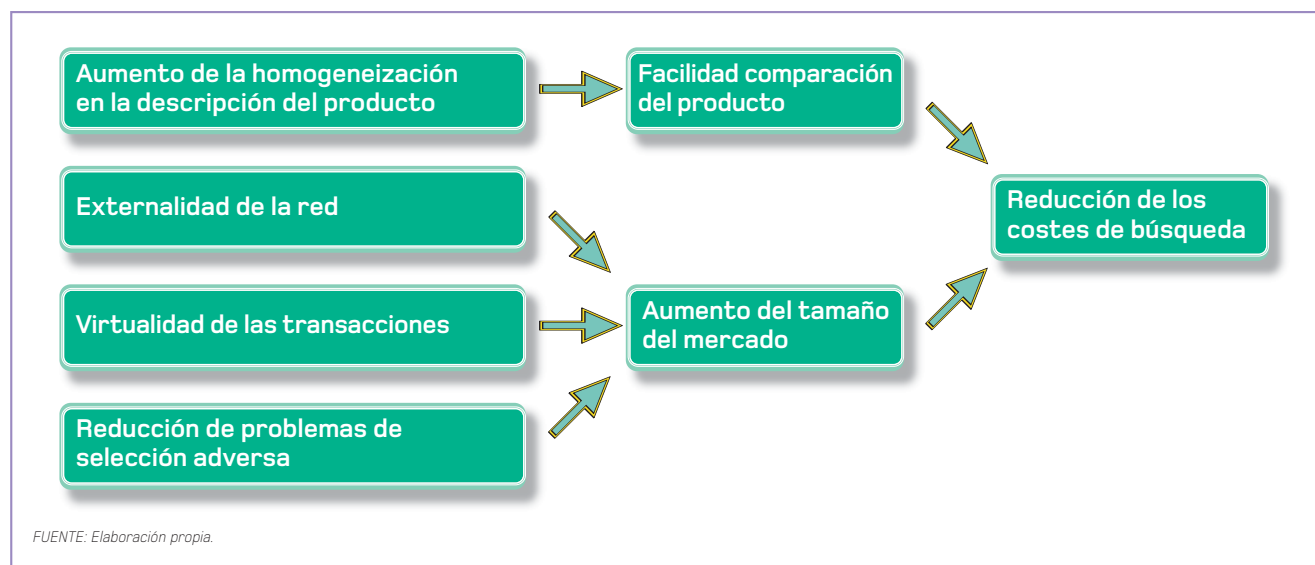 Aumento de la homogeneización
en la descripción del producto
Facilidad comparación
del producto
Externalidad de la red
Reducción de los
costes de búsqueda
Virtualidad de las transacciones
Aumento del tamaño
del mercado
Reducción de problemas de
selección adversa
FUENTE: Elaboración propia.